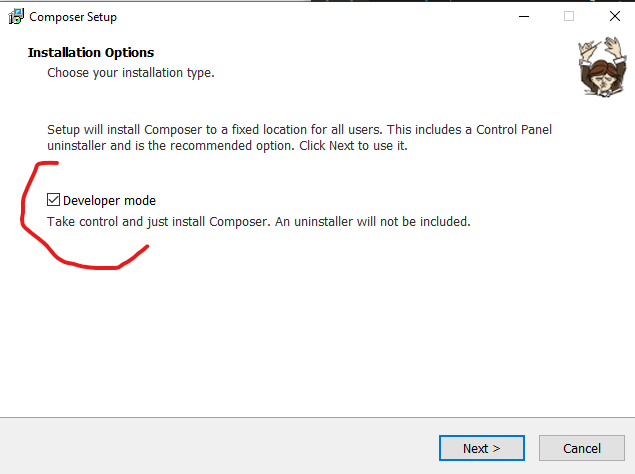 Composer Setup
Installation Options
Choose your installation type.
Setup will install Composer to a fixed location for all users. This includes a Control Panel
uninstaller and is the recommended option. Click Next to use it.
Developer mode
Take control and just install Composer. An uninstaller will not be included.
Next >
Cancel